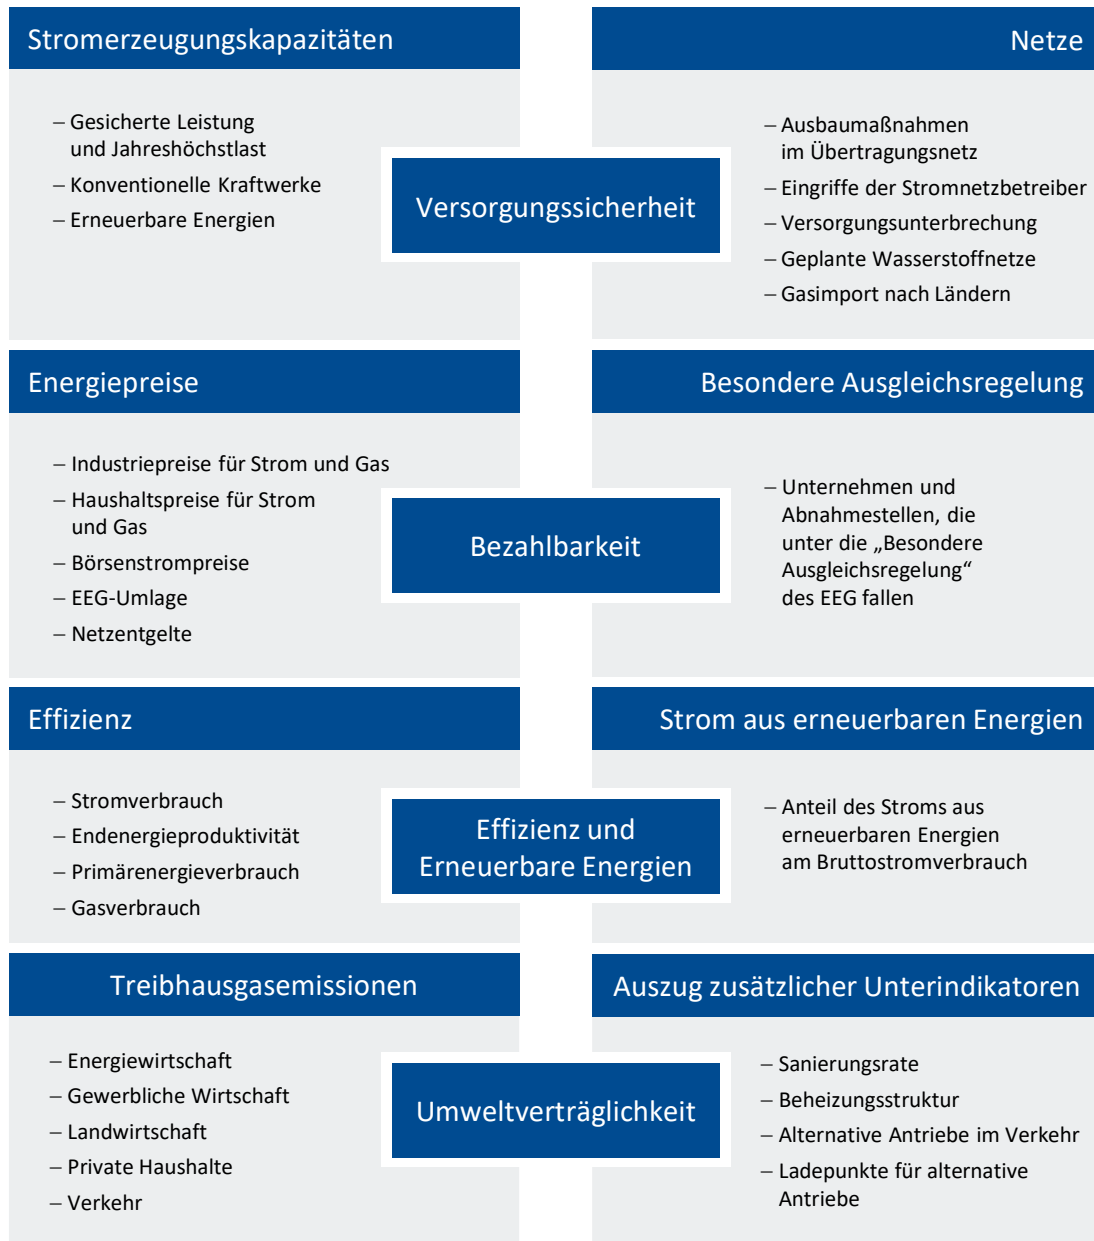 Stromerzeugungskapazitäten
– Gesicherte Leistung
und Jahreshöchstlast
– Konventionelle Kraftwerke
– Erneuerbare Energien
Versorgungssicherheit
Netze
– Ausbaumaßnahmen
im Übertragungsnetz
– Eingriffe der Stromnetzbetreiber
– Versorgungsunterbrechung
– Geplante Wasserstoffnetze
– Gasimport nach Ländern
Energiepreise
– Industriepreise für Strom und Gas
– Haushaltspreise für Strom
und Gas
– Börsenstrompreise
– EEG-Umlage
– Netzentgelte
Bezahlbarkeit
Besondere Ausgleichsregelung
– Unternehmen und
Abnahmestellen, die
unter die „Besondere
Ausgleichsregelung“
des EEG fallen
Effizienz
– Stromverbrauch
– Endenergieproduktivität
– Primärenergieverbrauch
– Gasverbrauch
Effizienz und
Erneuerbare Energien
Strom aus erneuerbaren Energien
– Anteil des Stroms aus
erneuerbaren Energien
am Bruttostromverbrauch
Treibhausgasemissionen
– Energiewirtschaft
– Gewerbliche Wirtschaft
– Landwirtschaft
– Private Haushalte
– Verkehr
Umweltverträglichkeit
Auszug zusätzlicher Unterindikatoren
– Sanierungsrate
– Beheizungsstruktur
– Alternative Antriebe im Verkehr
– Ladepunkte für alternative
Antriebe